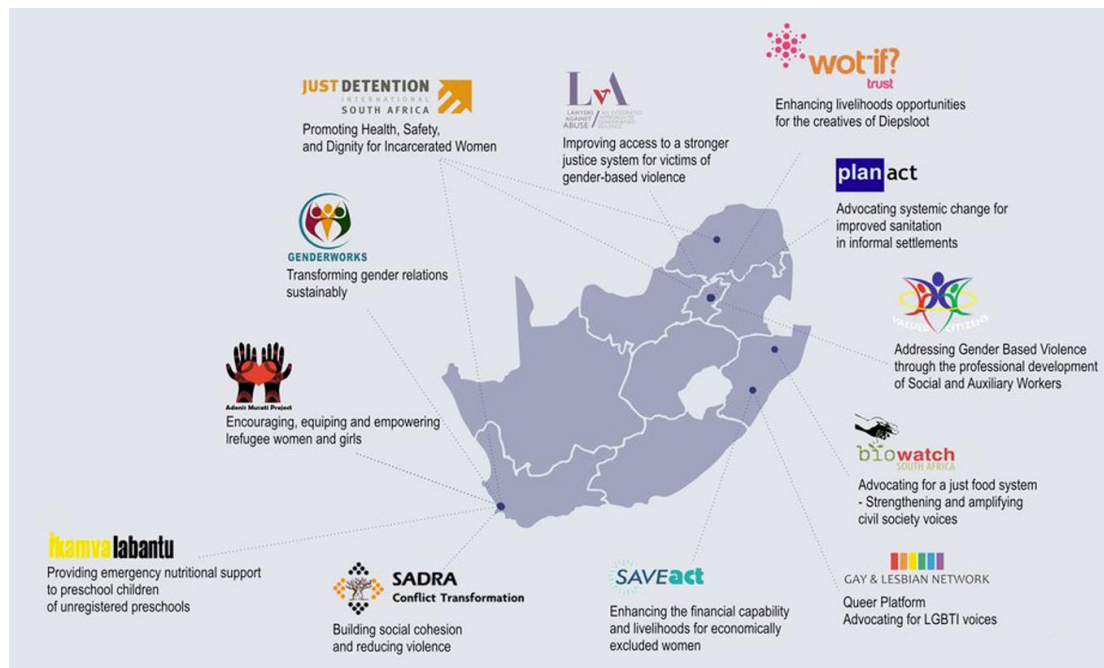 JUST DETENTION
INTERNATIONAL
SOUTH AFRICA
Promoting Health, Safety,
and Dignity for Incarcerated Women
LvA
LAWYERS
AGAINST
ABUSE
Improving access to a stronger
justice system for victims of
gender-based violence
wot-if?
trust
Enhancing livelihoods opportunities
for the creatives of Diepsloot
plan act
Advocating systemic change for
improved sanitation
in informal settlements
GENDERWORKS
Transforming gender relations
sustainably
VALUED CITIZENS
Addressing Gender Based Violence
through the professional development
of Social and Auxiliary Workers
Encouraging, equiping and empowering
lrefugee women and girls
biowatch
SOUTH AFRICA
Advocating for a just food system
- Strengthening and amplifying
civil society voices
ikamva labantu
Providing emergency nutritional support
to preschool children
of unregistered preschools
SADRA
Conflict Transformation
Building social cohesion
and reducing violence
SAVEact
Enhancing the financial capability
and livelihoods for economically
excluded women
GAY & LESBIAN NETWORK
Queer Platform
Advocating for LGBTI voices